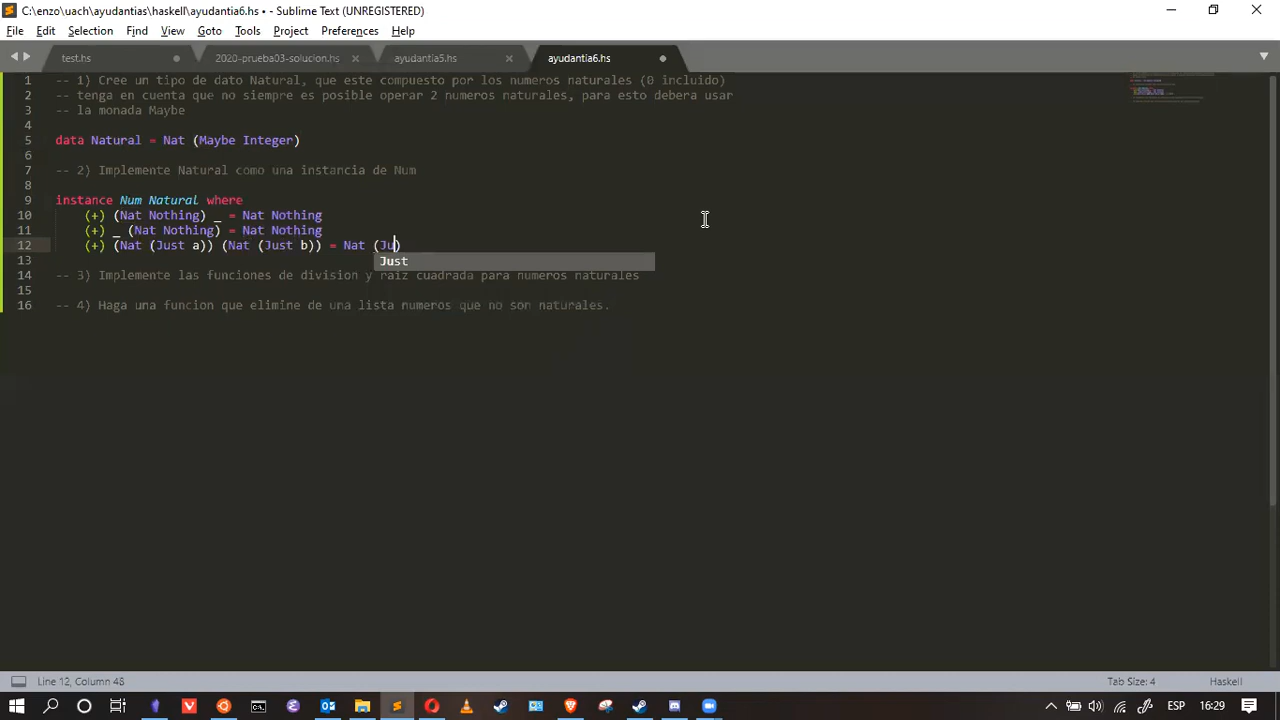 C:\enzo\uach\ayudantias\haskell\ayudantia6.hs • - Sublime Text (UNREGISTERED)
File Edit Selection Find View Goto Tools Project Preferences Help
test.hs 2020-prueba03-solucion.hs ayudantia5.hs ayudantia6.hs
1 -- 1) Cree un tipo de dato Natural, que este compuesto por los numeros naturales (0 incluido)
2 -- tenga en cuenta que no siempre es posible operar 2 numeros naturales, para esto debera usar
3 -- la monada Maybe
4
5 data Natural = Nat (Maybe Integer)
6
7 -- 2) Implemente Natural como una instancia de Num
8
9 instance Num Natural where
10 (+) (Nat Nothing) _ = Nat Nothing
11 (+) _ (Nat Nothing) = Nat Nothing
12 (+) (Nat (Just a)) (Nat (Just b)) = Nat (Ju)
Just
13
14 -- 3) Implemente las funciones de division y raiz cuadrada para numeros naturales
15
16 -- 4) Haga una funcion que elimine de una lista numeros que no son naturales.
Line 12, Column 48 Tab Size: 4 Haskell
ESP 16:29